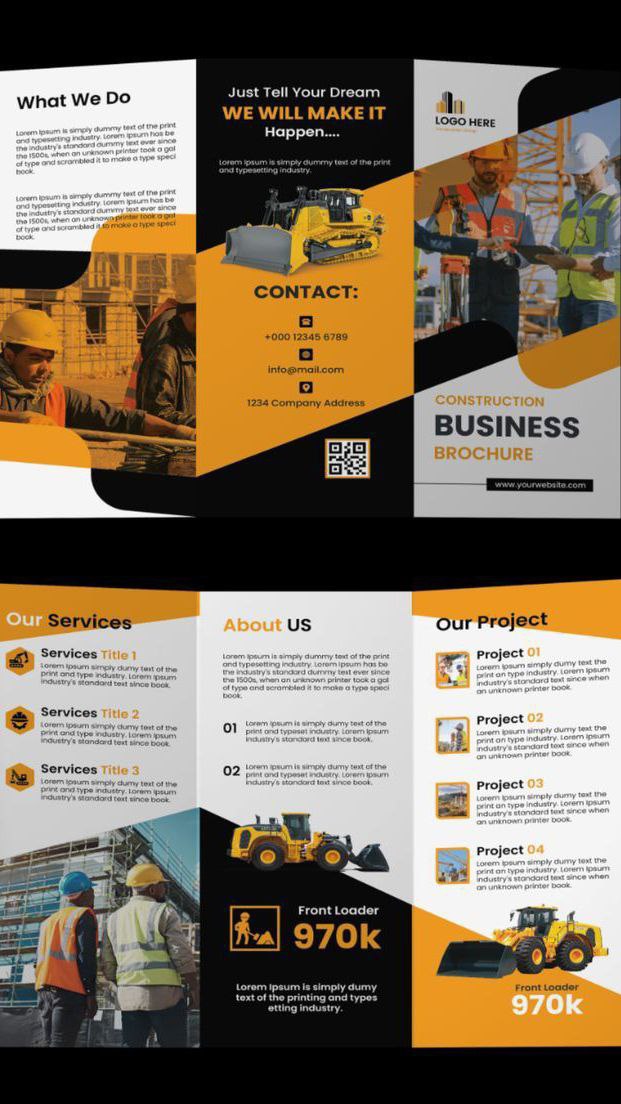 What We Do
Lorem Ipsum is simply dummy text of the print
and typesetting industry. Lorem Ipsum has be
the industry's standard dummy text ever since
the 1500s, when an unknown printer took a gal
of type and scrambled it to make a type speci
book.
Lorem Ipsum is simply dummy text of the print
and typesetting industry. Lorem Ipsum has be
the industry's standard dummy text ever since
the 1500s, when an unknown printer took a gal
of type and scrambled it to make a type speci
book.
Just Tell Your Dream
WE WILL MAKE IT
Happen....
Lorem Ipsum is simply dummy text of the print
and typesetting industry.
CONTACT:
+000 12345 6789
info@mail.com
1234 Company Address
LOGO HERE
CONSTRUCTION
BUSINESS
BROCHURE
www.yourwebsite.com
Our Services
Services Title 1
Lorem Ipsum simply dumy text of the
print and type industry. Lorem Ipsum
industry's standard text since book.
Services Title 2
Lorem Ipsum simply dumy text of the
print and type industry. Lorem Ipsum
industry's standard text since book.
Services Title 3
Lorem Ipsum simply dumy text of the
print and type industry. Lorem Ipsum
industry's standard text since book.
About US
Lorem Ipsum is simply dummy text of the print
and typesetting industry. Lorem Ipsum has be
the industry's standard dummy text ever since
the 1500s, when an unknown printer took a gal
of type and scrambled it to make a type speci
book.
01
Lorem Ipsum is simply dumy text of the
print and typeset industry. Lorem Ipsum
industry's standard text since book.
02
Lorem Ipsum is simply dumy text of the
print and typeset industry. Lorem Ipsum
industry's standard text since book.
Front Loader
970k
Lorem Ipsum is simply dumy
text of the printing and types
etting industry.
Our Project
Project 01
Lorem Ipsum simply dumy text of the
print an type industry. Lorem Ipsum
industry's standard text since when
an unknown printer book.
Project 02
Lorem Ipsum simply dumy text of the
print an type industry. Lorem Ipsum
industry's standard text since when
an unknown printer book.
Project 03
Lorem Ipsum simply dumy text of the
print an type industry. Lorem Ipsum
industry's standard text since when
an unknown printer book.
Project 04
Lorem Ipsum simply dumy text of the
print an type industry. Lorem Ipsum
industry's standard text since when
an unknown printer book.
Front Loader
970k